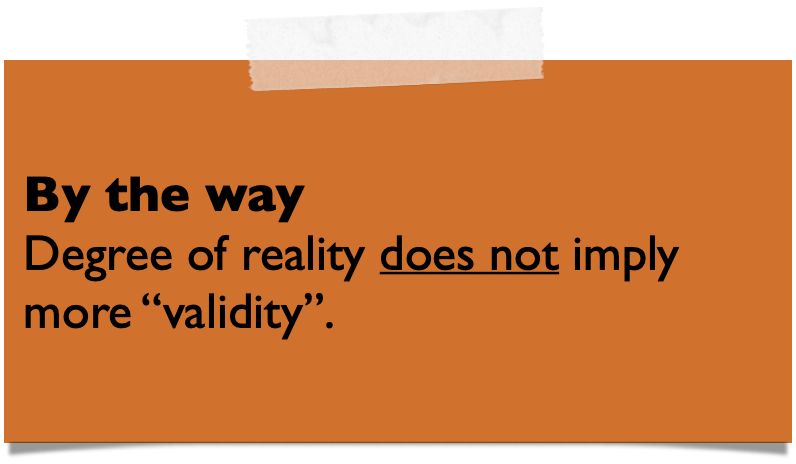 By the way
Degree of reality does not imply
more “validity”.